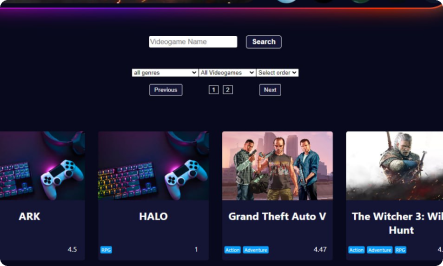 Videogame Name Search
all genres All Videogames Select order
Previous 1 2 Next
ARK HALO Grand Theft Auto V The Witcher 3: Wil
Hunt
4.5 RPG 1 Action Adventure 4.47 Action Adventure RPG 4.